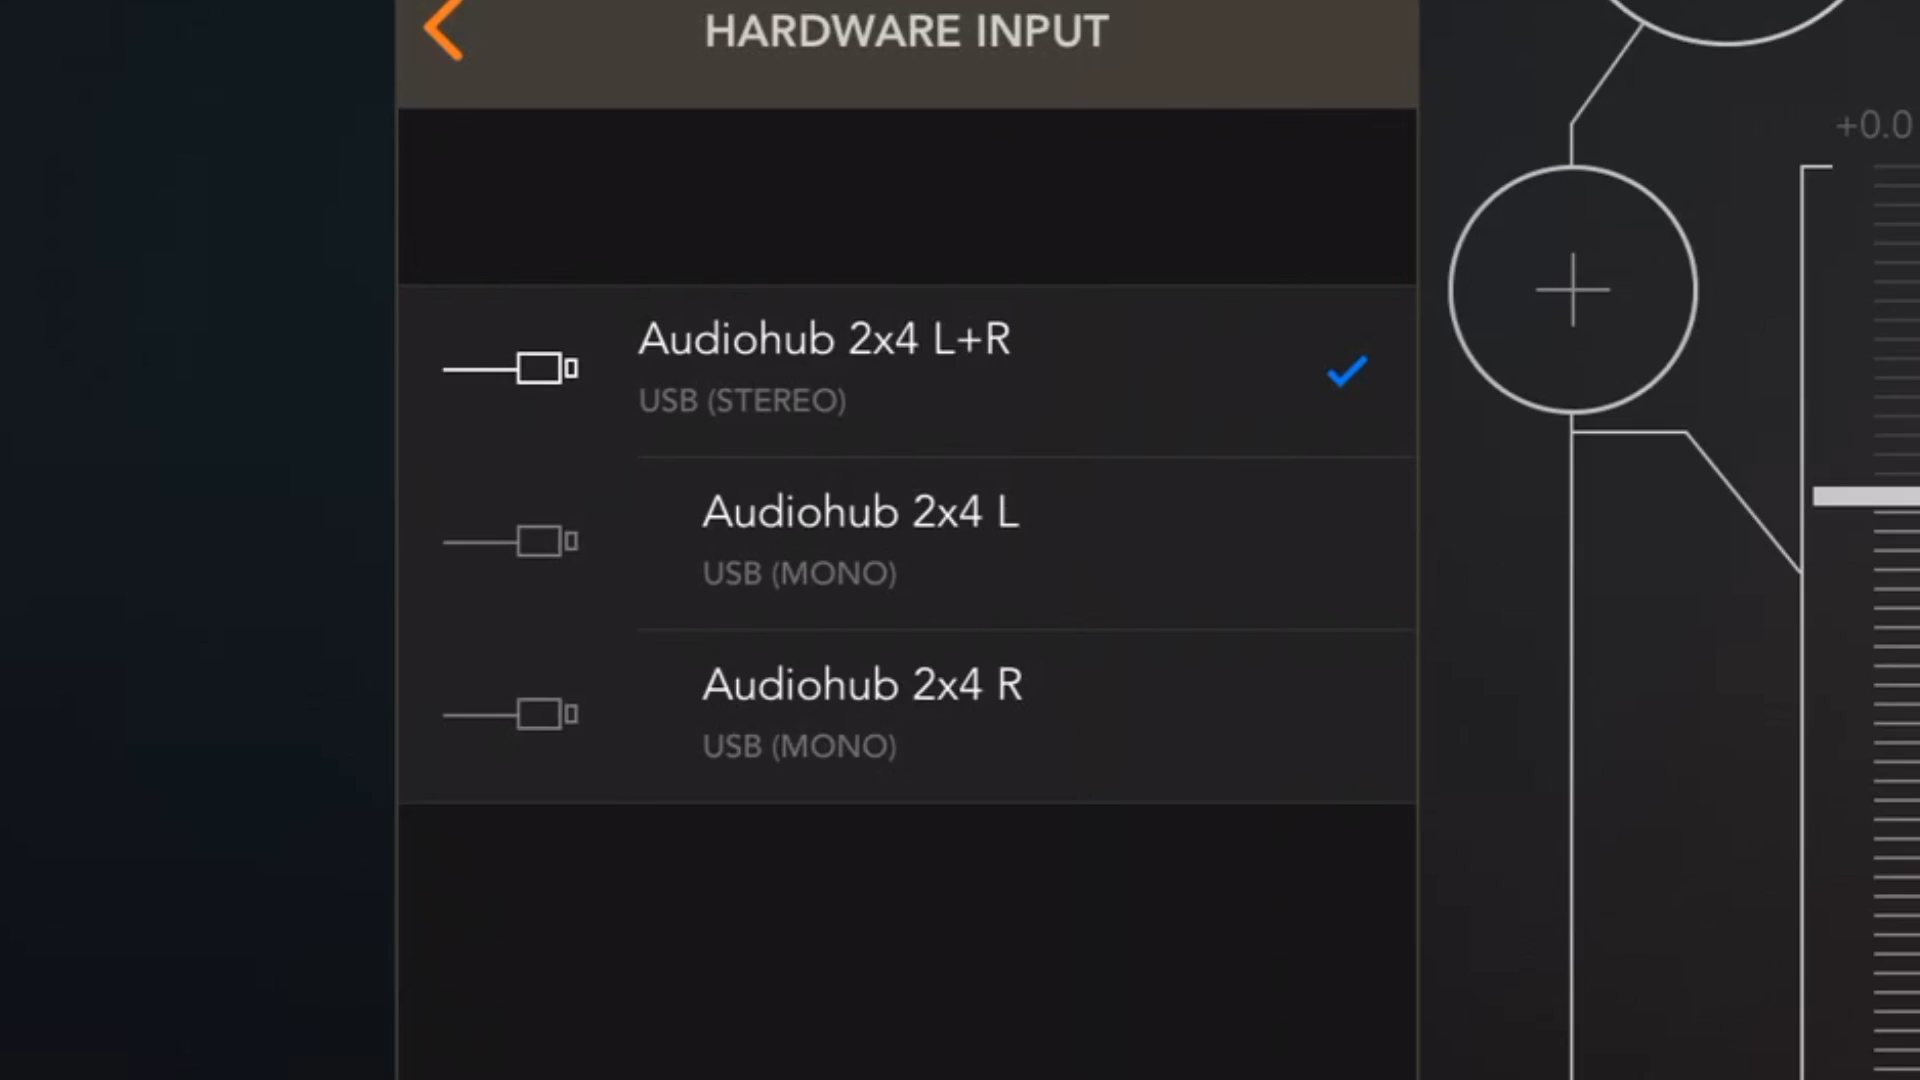 HARDWARE INPUT
+0.0
Audiohub 2x4 L+R
USB (STEREO)
Audiohub 2x4 L
USB (MONO)
Audiohub 2x4 R
USB (MONO)